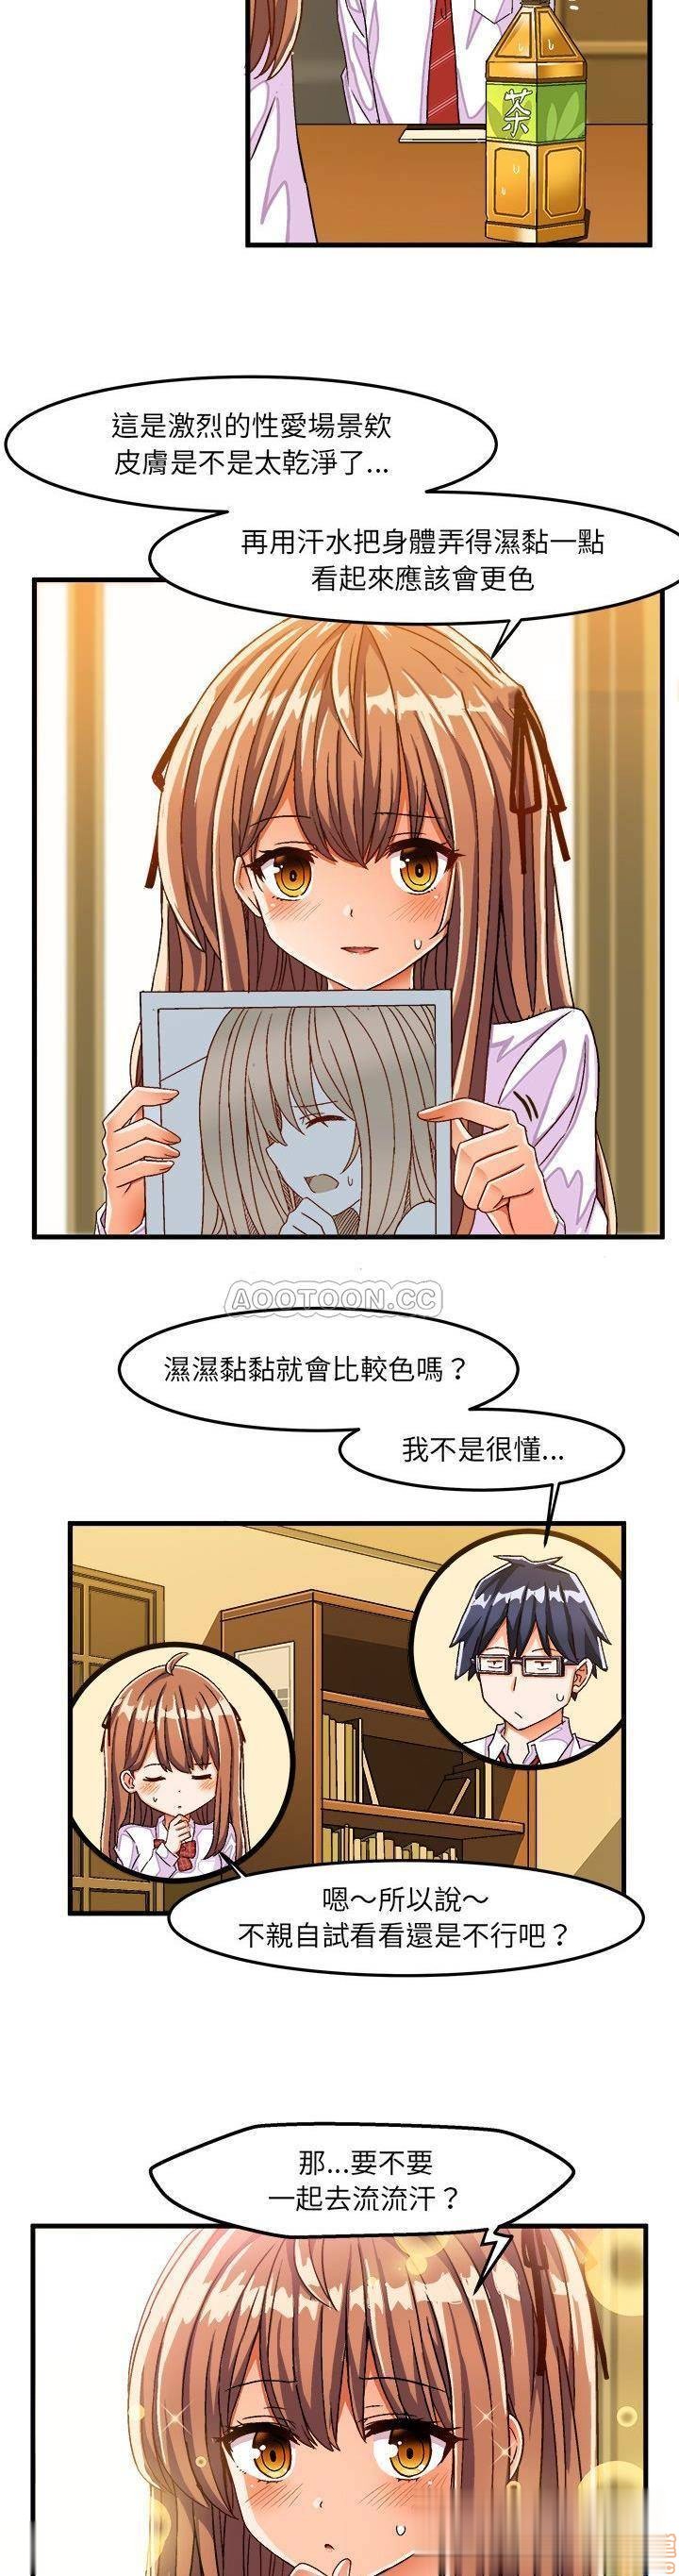 茶
這是激烈的性愛場景欸
皮膚是不是太乾淨了...
再用汗水把身體弄得濕黏一點
看起來應該會更色
AOOTOON.CC
濕濕黏黏就會比較色嗎？
我不是很懂...
嗯～所以說～
不親自試看看還是不行吧？
那...要不要
一起去流流汗？